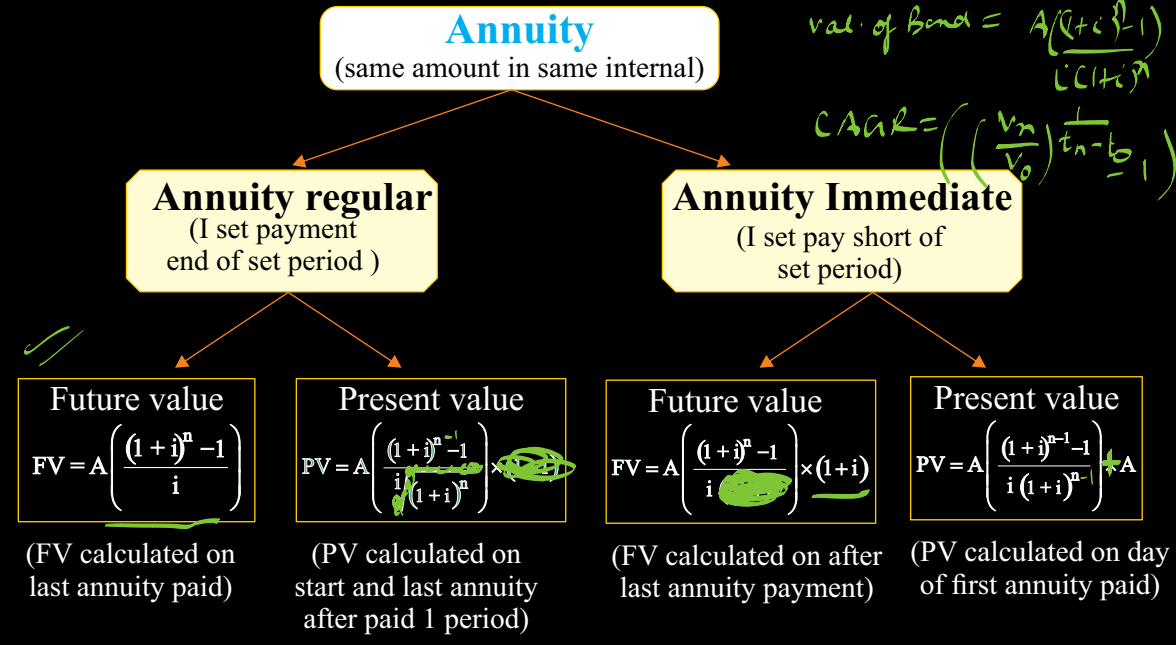 Annuity
(same amount in same internal)
val. of Bond = A((1+i)^n-1) / i(1+i)^n
CAGR = ((Vn/V0)^(1/(tn-t0)) - 1)
Annuity regular
(I set payment
end of set period )
Annuity Immediate
(I set pay short of
set period)
Future value
FV = A(((1 + i)^n −1) / i)
(FV calculated on
last annuity paid)
Present value
PV = A(((1 + i)^n −1) / i (1 + i)^n) ×
(PV calculated on
start and last annuity
after paid 1 period)
Future value
FV = A(((1 + i)^n −1) / i) × (1+i)
(FV calculated on after
last annuity payment)
Present value
PV = A(((1 + i)^n−1 −1) / i (1 + i)^n-1) + A
(PV calculated on day
of first annuity paid)